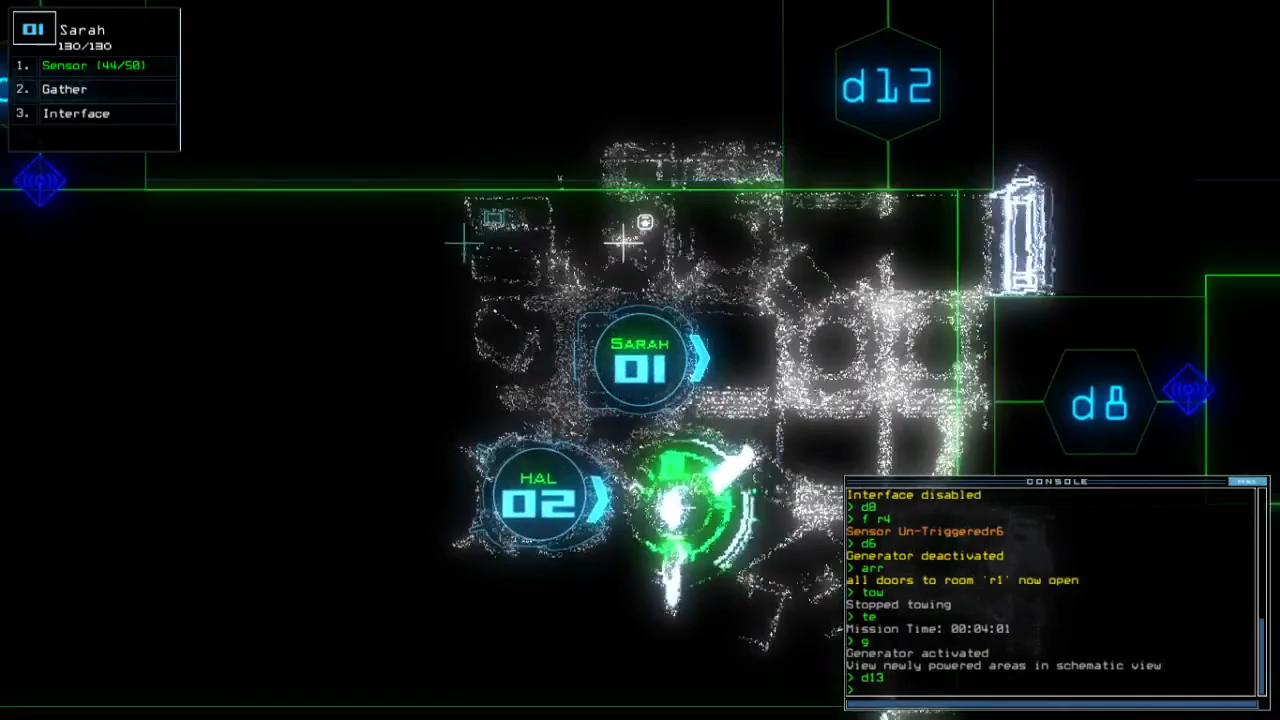 01 Sarah
130/130
1. Sensor (44/50)
2. Gather
3. Interface
d12
SARAH
01
d8
HAL
02
CONSOLE
Interface disabled
> d8
> f r4
Sensor Un-Triggeredr6
> d6
Generator deactivated
> arr
all doors to room 'r1' now open
> tow
Stopped towing
> te
Mission Time: 00:04:01
> g
Generator activated
View newly powered areas in schematic view
> d13
>